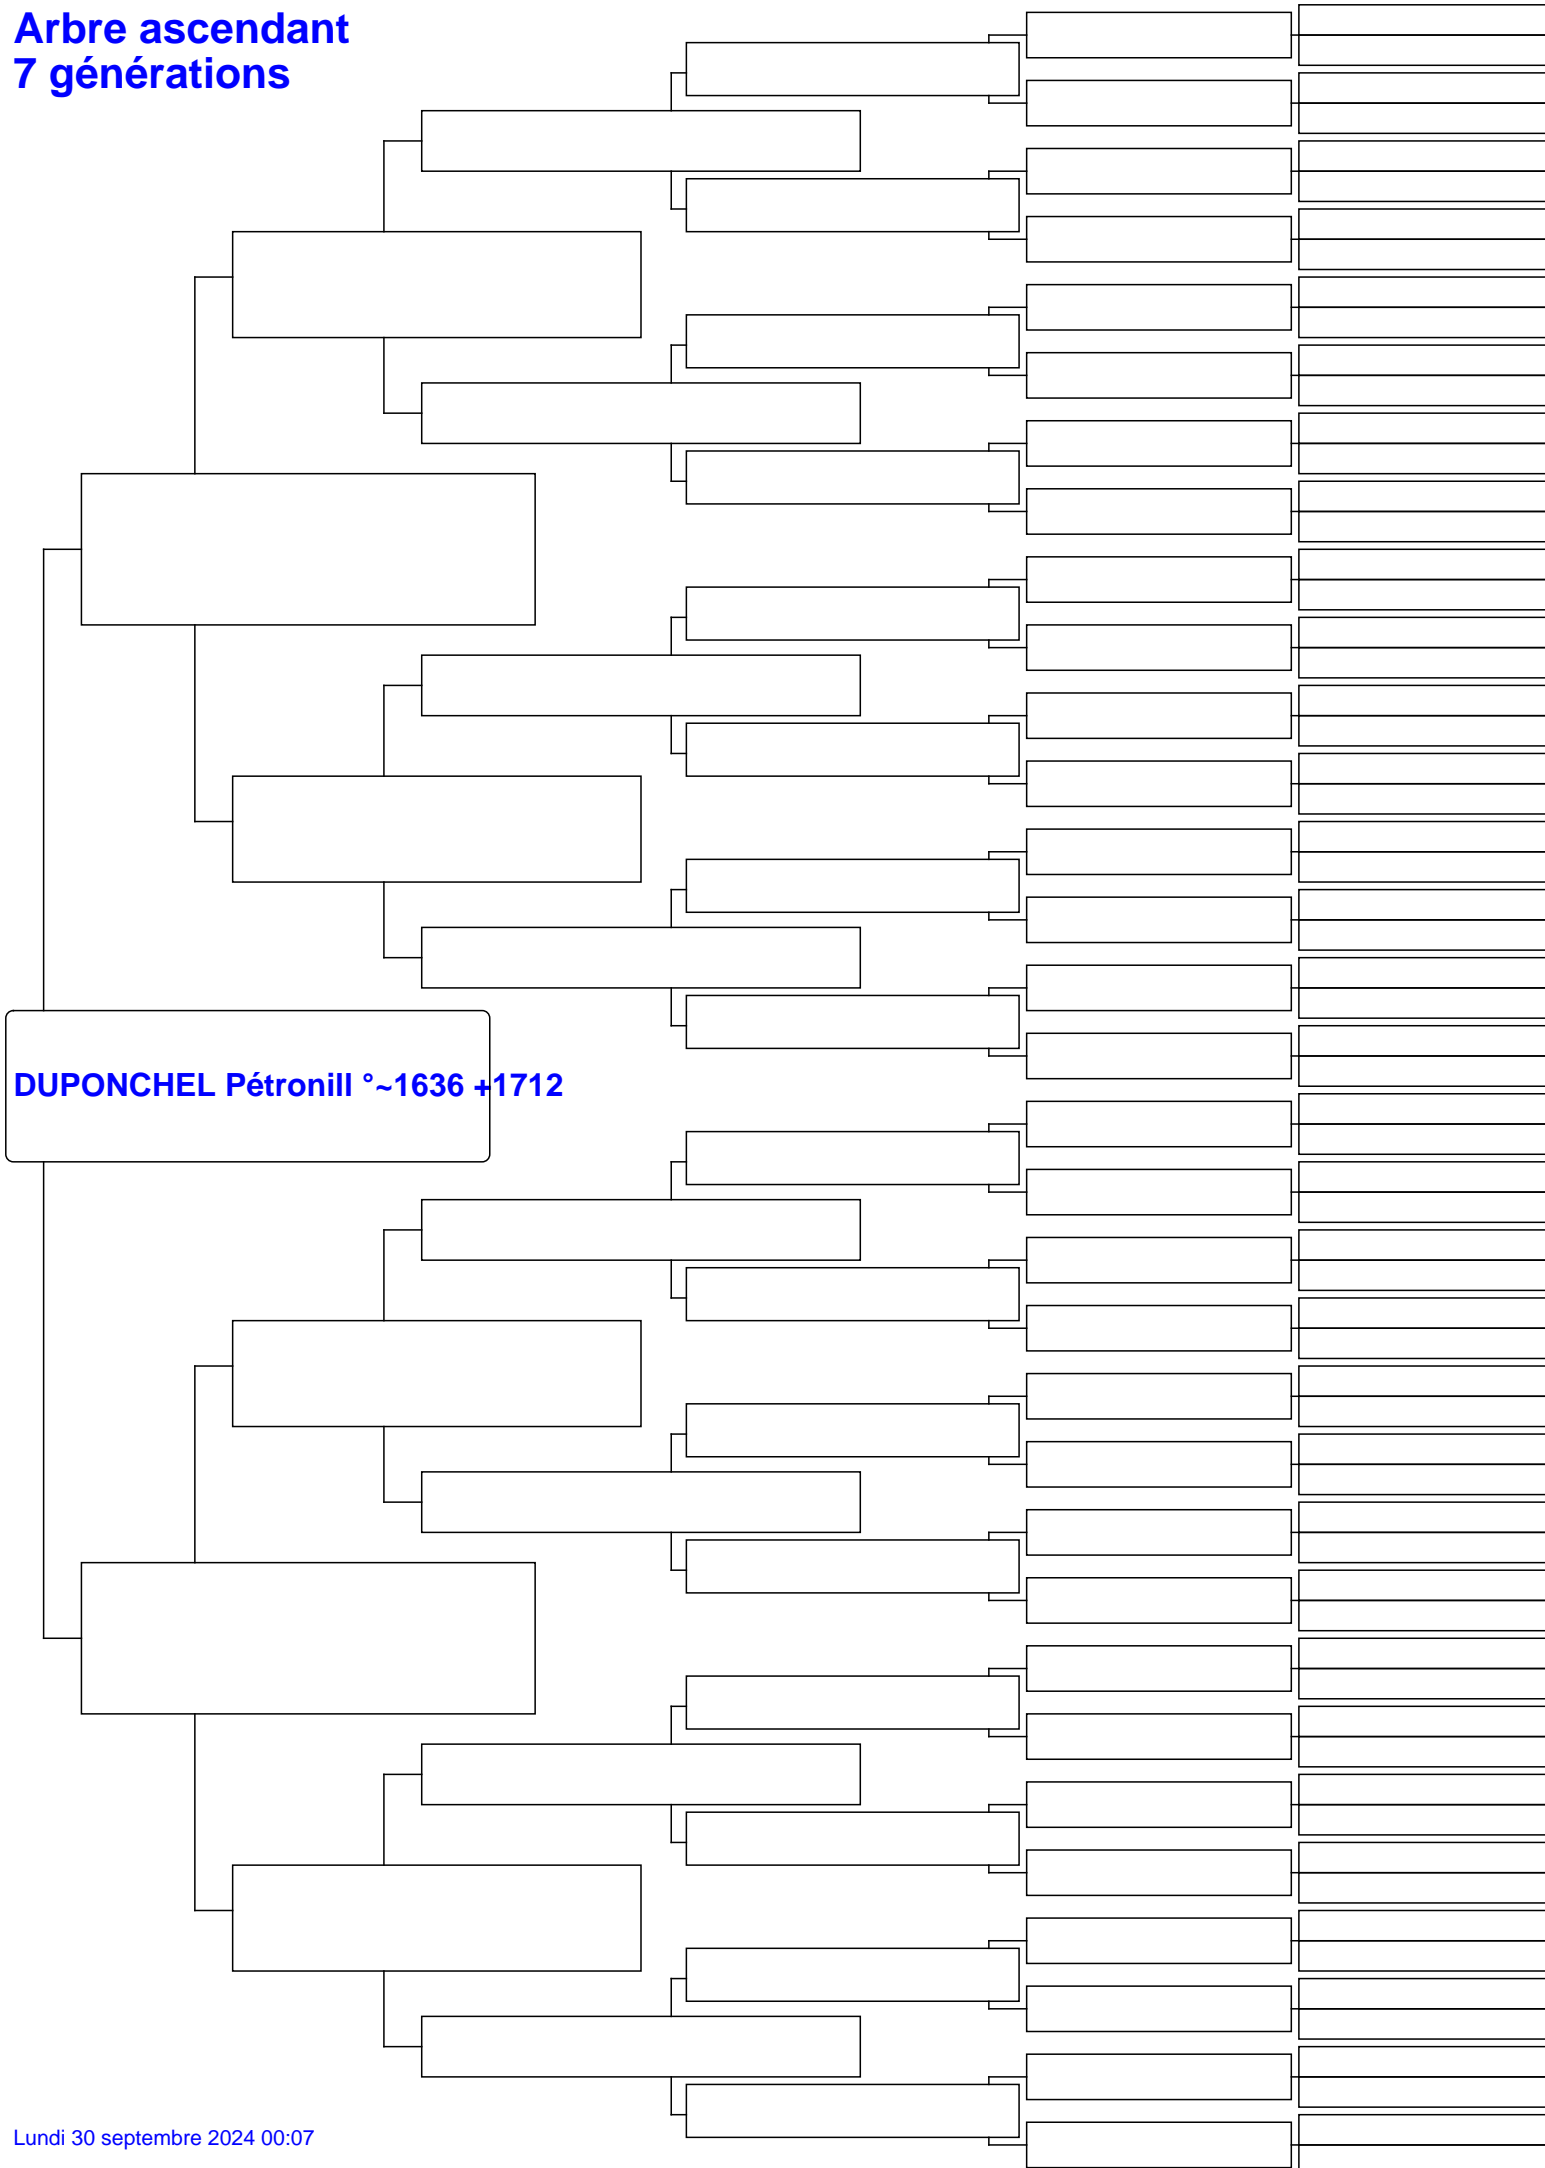 Arbre ascendant
7 générations
DUPONCHEL Pétronill °~1636 +1712
Lundi 30 septembre 2024 00:07